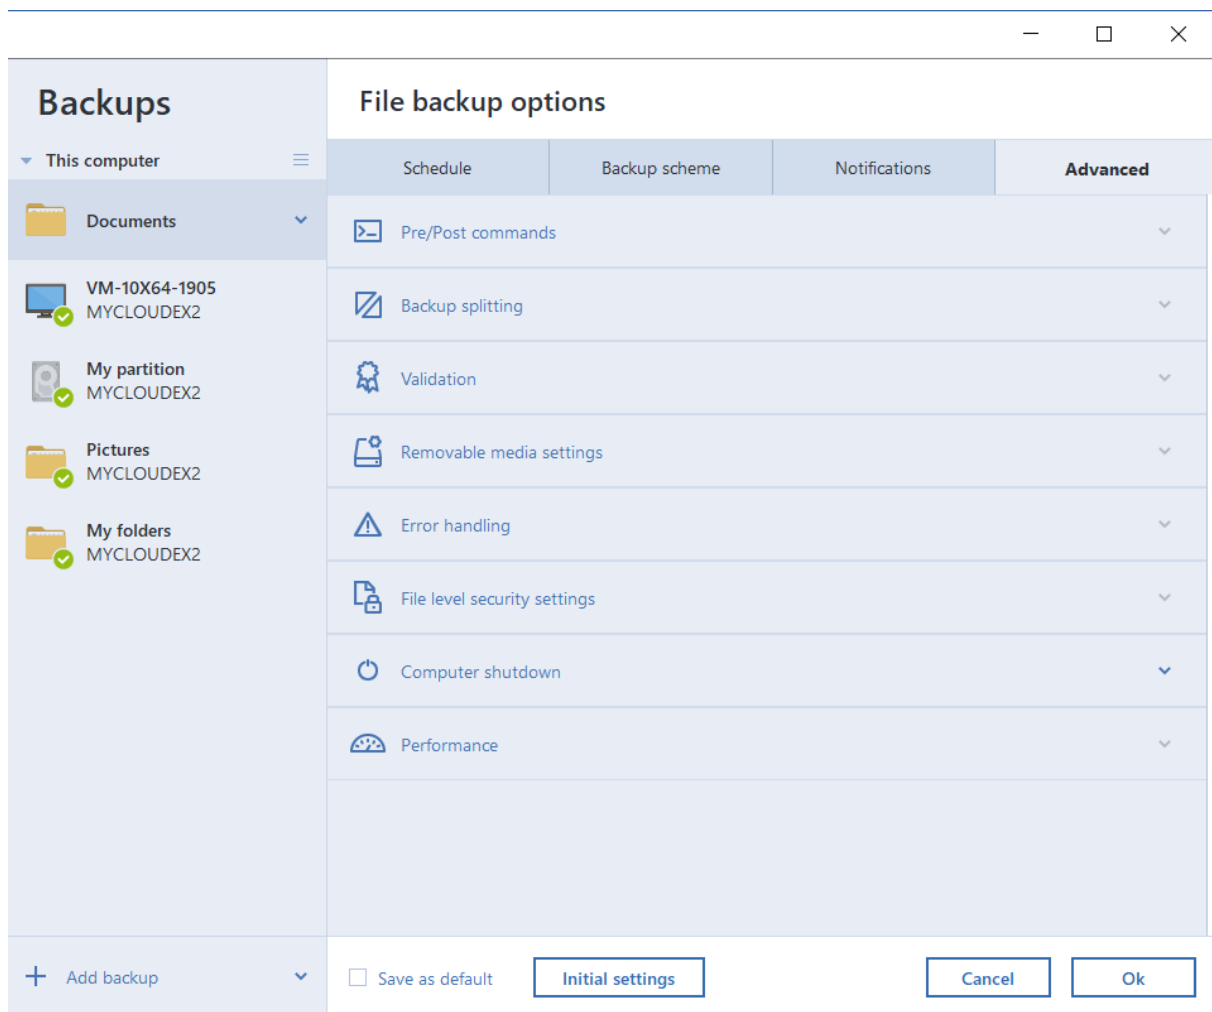 Backups
This computer
Documents
VM-10X64-1905
MYCLOUDEX2
My partition
MYCLOUDEX2
Pictures
MYCLOUDEX2
My folders
MYCLOUDEX2
Add backup
File backup options
Schedule
Backup scheme
Notifications
Advanced
Pre/Post commands
Backup splitting
Validation
Removable media settings
Error handling
File level security settings
Computer shutdown
Performance
Save as default
Initial settings
Cancel
Ok